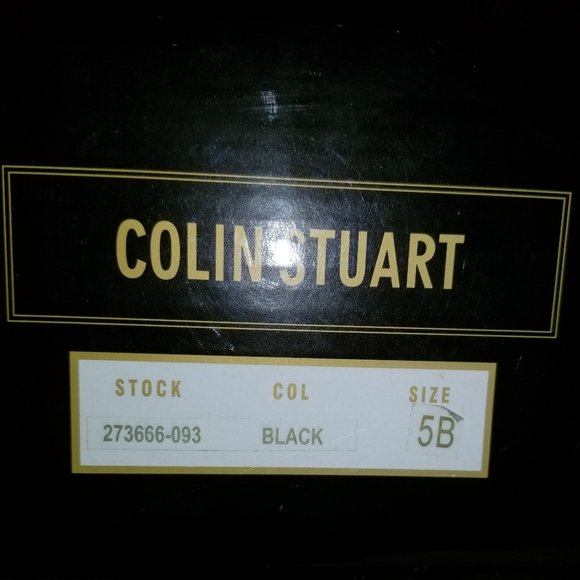 COLIN STUART
STOCK COL SIZE
273666-093 BLACK 5B